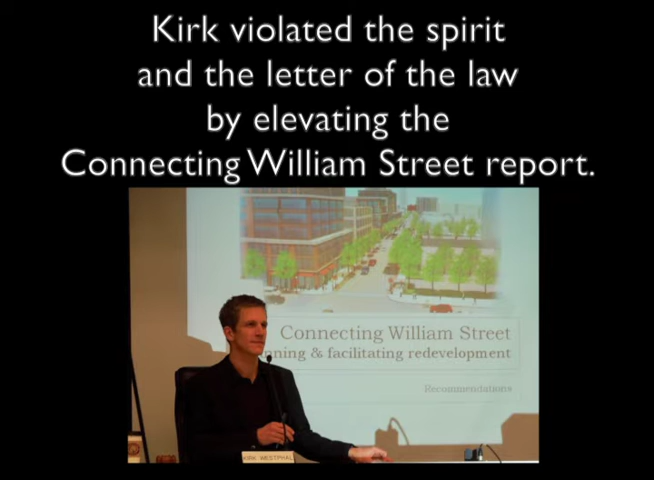 Kirk violated the spirit
and the letter of the law
by elevating the
Connecting William Street report.
Connecting William Street
nning & facilitating redevelopment
Recommendations
KIRK WESTPHAL